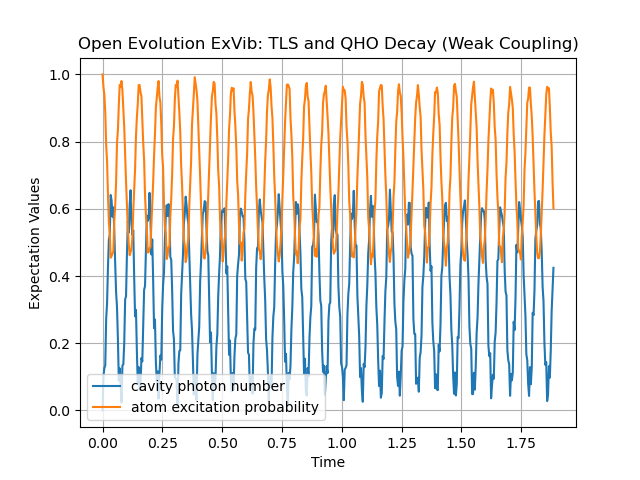 Open Evolution ExVib: TLS and QHO Decay (Weak Coupling)
1.0
0.8
0.6
0.4
0.2
0.0
Expectation Values
cavity photon number
atom excitation probability
0.00 0.25 0.50 0.75 1.00 1.25 1.50 1.75
Time